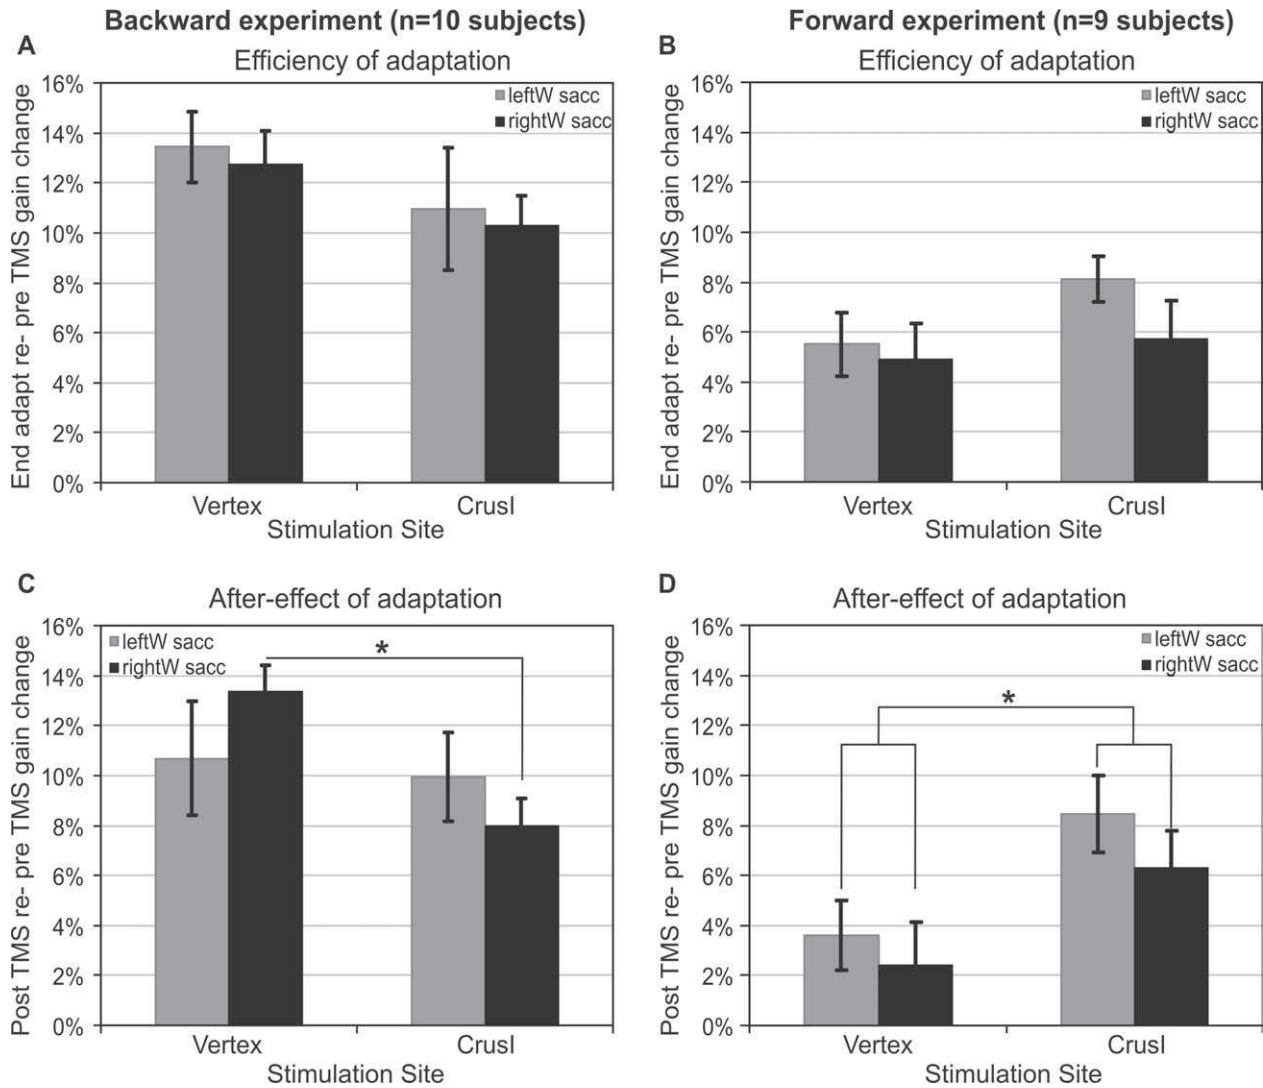 Backward experiment (n=10 subjects)
A
Efficiency of adaptation
End adapt re- pre TMS gain change
16%
14%
12%
10%
8%
6%
4%
2%
0%
leftW sacc
rightW sacc
Vertex
CrusI
Stimulation Site
Forward experiment (n=9 subjects)
B
Efficiency of adaptation
End adapt re- pre TMS gain change
16%
14%
12%
10%
8%
6%
4%
2%
0%
leftW sacc
rightW sacc
Vertex
CrusI
Stimulation Site
C
After-effect of adaptation
Post TMS re- pre TMS gain change
16%
14%
12%
10%
8%
6%
4%
2%
0%
leftW sacc
rightW sacc
*
Vertex
CrusI
Stimulation Site
D
After-effect of adaptation
Post TMS re- pre TMS gain change
16%
14%
12%
10%
8%
6%
4%
2%
0%
leftW sacc
rightW sacc
*
Vertex
CrusI
Stimulation Site